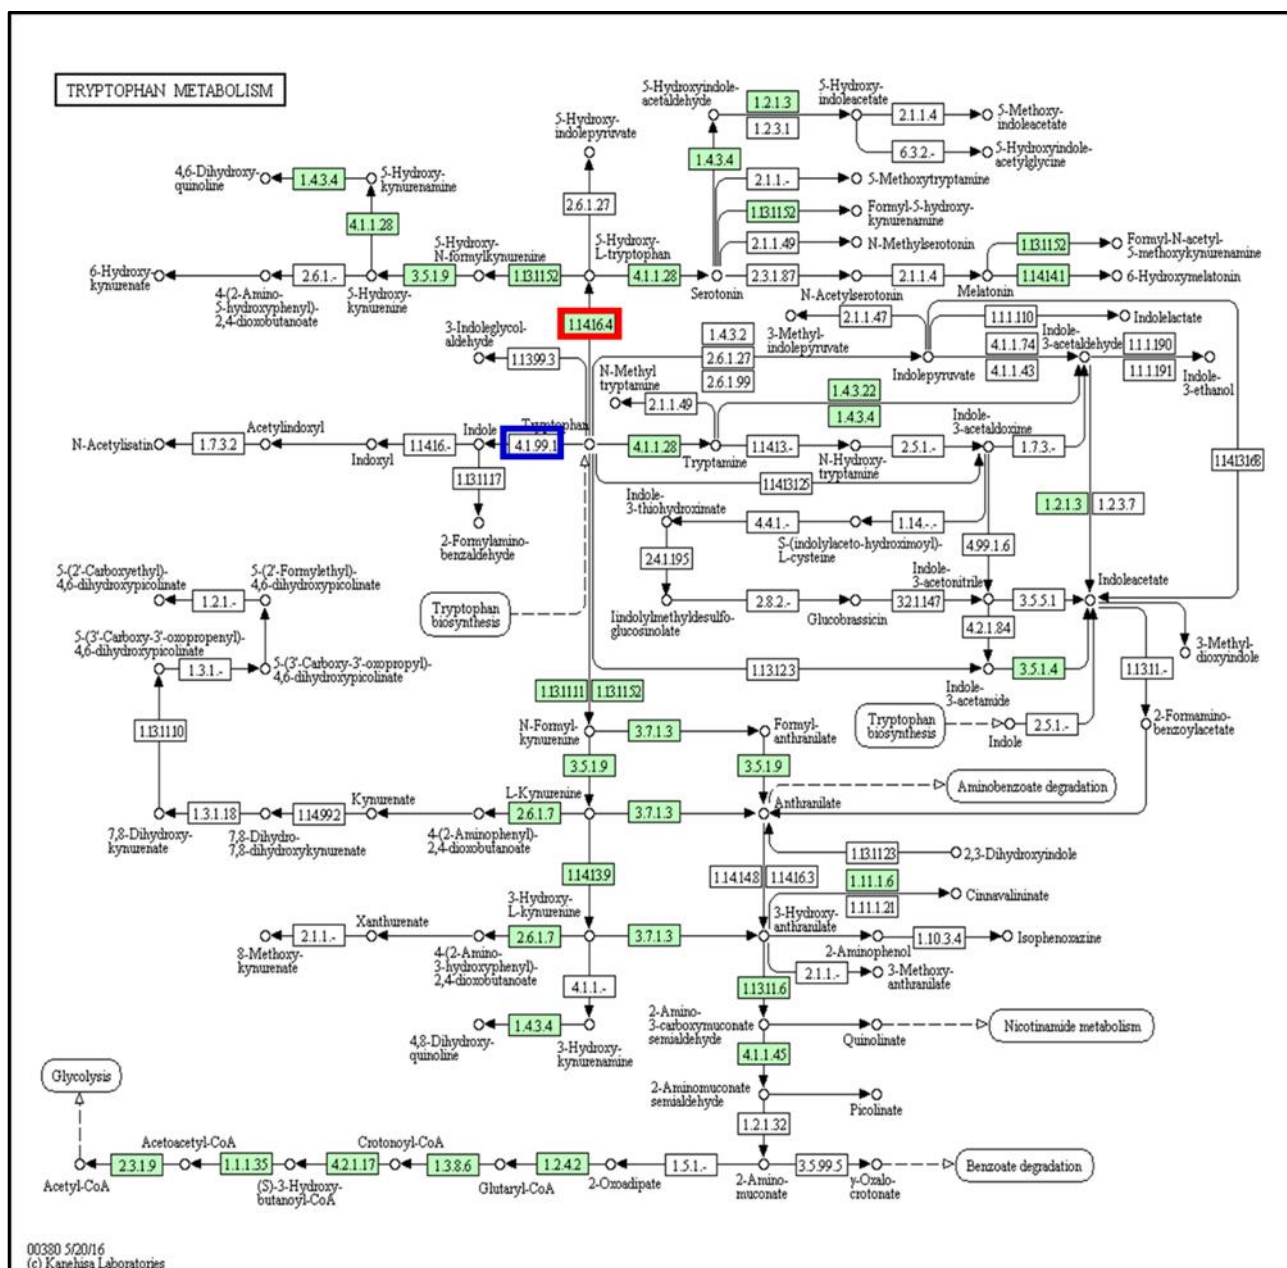 TRYPTOPHAN METABOLISM
5-Hydroxyindole-
acetaldehyde
1.2.1.3
1.2.3.1
5-Hydroxy-
indoleacetate
2.1.1.4
5-Methoxy-
indoleacetate
6.3.2.-
5-Hydroxyindole-
acetylglycine
5-Hydroxy-
indolepyruvate
1.4.3.4
4,6-Dihydroxy-
quinoline
1.4.3.4
5-Hydroxy-
kynurenamine
2.1.1.-
5-Methoxytryptamine
2.6.1.27
4.1.1.28
1.13.11.52
Formyl-5-hydroxy-
kynurenamine
2.1.1.49
N-Methylserotonin
5-Hydroxy-
N-formylkynurenine
5-Hydroxy-
L-tryptophan
1.13.11.52
Formyl-N-acetyl-
5-methoxykynurenamine
6-Hydroxy-
kynurenate
2.6.1.-
3.5.1.9
1.13.11.52
4.1.1.28
2.3.1.87
2.1.1.4
1.14.14.1
6-Hydroxymelatonin
4-(2-Amino-
5-hydroxyphenyl)-
2,4-dioxobutanoate
5-Hydroxy-
kynurenine
Serotonin
N-Acetylserotonin
Melatonin
1.14.16.4
2.1.1.47
1.1.1.110
Indolelactate
3-Indoleglycol
aldehyde
1.13.99.3
1.4.3.2
2.6.1.27
2.6.1.99
3-Methyl-
indolepyruvate
Indolepyruvate
4.1.1.74
4.1.1.43
Indole-
3-acetaldehyde
1.1.1.190
1.1.1.191
Indole-
3-ethanol
N-Methyl
tryptamine
2.1.1.49
1.4.3.22
1.4.3.4
N-Acetylisatin
1.7.3.2
Acetylindoxyl
Indoxyl
1.14.16.-
Indole
4.1.99.1
Tryptophan
4.1.1.28
Tryptamine
1.14.13.-
N-Hydroxy-
tryptamine
2.5.1.-
Indole-
3-acetaldoxime
1.7.3.-
1.14.13.168
1.13.11.17
2-Formylamino-
benzaldehyde
1.14.13.125
Indole-
3-thiohydroximate
4.4.1.-
S-(indolylaceto-hydroximoyl)-
L-cysteine
1.14.-.-
1.2.1.3
1.2.3.7
2.4.1.195
4.99.1.6
5-(2'-Carboxyethyl)-
4,6-dihydroxypicolinate
1.2.1.-
5-(2'-Formylethyl)-
4,6-dihydroxypicolinate
Tryptophan
biosynthesis
Iindolylmethyldesulfo-
glucosinolate
2.8.2.-
Glucobrassicin
3.2.1.147
Indole-
3-acetonitrile
3.5.5.1
Indoleacetate
4.2.1.84
3-Methyl-
dioxyindole
5-(3'-Carboxy-3'-oxopropenyl)-
4,6-dihydroxypicolinate
1.3.1.-
5-(3'-Carboxy-3'-oxopropyl)-
4,6-dihydroxypicolinate
1.13.12.3
Indole-
3-acetamide
3.5.1.4
1.13.11.-
1.13.11.11
1.13.11.52
1.13.11.10
N-Formyl-
kynurenine
3.7.1.3
Formyl-
anthranilate
Tryptophan
biosynthesis
Indole
2.5.1.-
2-Formamino-
benzoylacetate
3.5.1.9
3.5.1.9
Aminobenzoate degradation
7,8-Dihydroxy-
kynurenate
1.3.1.18
7,8-Dihydro-
7,8-dihydroxykynurenate
1.14.99.2
Kynurenate
4-(2-Aminophenyl)-
2,4-dioxobutanoate
2.6.1.7
L-Kynurenine
3.7.1.3
Anthranilate
1.13.11.23
2,3-Dihydroxyindole
1.14.13.9
1.14.14.8
1.14.16.3
1.11.1.6
1.11.1.21
Cinnavalininate
8-Methoxy-
kynurenate
2.1.1.-
Xanthurenate
4-(2-Amino-
3-hydroxyphenyl)-
2,4-dioxobutanoate
2.6.1.7
3-Hydroxy-
L-kynurenine
3.7.1.3
3-Hydroxy-
anthranilate
2-Aminophenol
1.10.3.4
Isophenoxazine
2.1.1.-
3-Methoxy-
anthranilate
4.1.1.-
1.13.11.6
4,8-Dihydroxy-
quinoline
1.4.3.4
3-Hydroxy-
kynurenamine
2-Amino-
3-carboxymuconate
semialdehyde
Quinolinate
Nicotinamide metabolism
4.1.1.45
Glycolysis
2-Aminomuconate
semialdehyde
Picolinate
1.2.1.32
Acetyl-CoA
2.3.1.9
Acetoacetyl-CoA
1.1.1.35
(S)-3-Hydroxy-
butanoyl-CoA
4.2.1.17
Crotonoyl-CoA
1.3.8.6
Glutaryl-CoA
1.2.4.2
2-Oxoadipate
1.5.1.-
2-Amino-
muconate
3.5.99.5
γ-Oxalo-
crotonate
Benzoate degradation
00380 5/20/16
(c) Kanehisa Laboratories